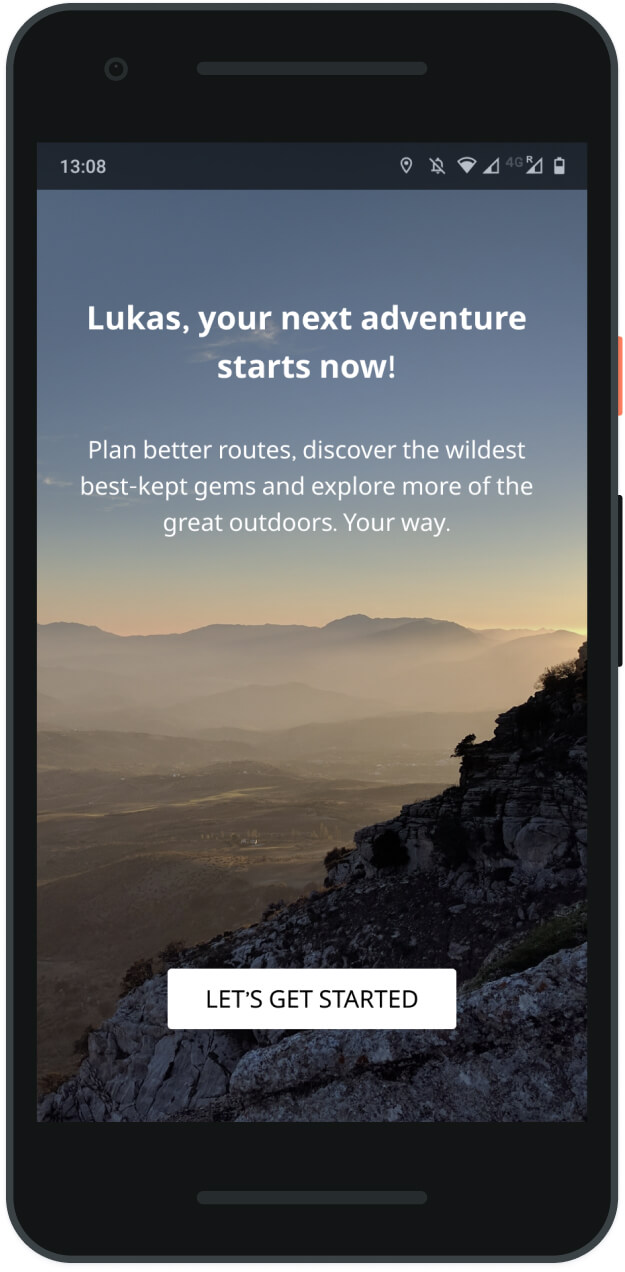 13:08
4G R
Lukas, your next adventure
starts now!
Plan better routes, discover the wildest
best-kept gems and explore more of the
great outdoors. Your way.
LET'S GET STARTED